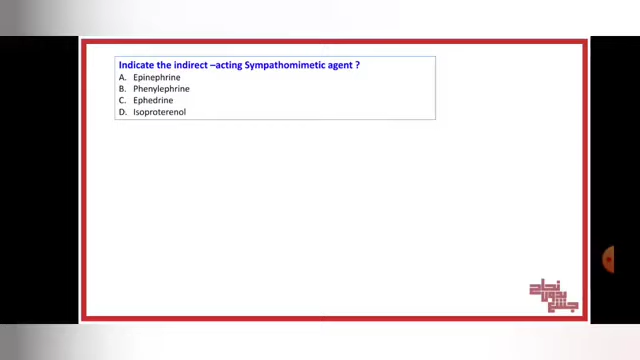 Indicate the indirect –acting Sympathomimetic agent ?
A. Epinephrine
B. Phenylephrine
C. Ephedrine
D. Isoproterenol